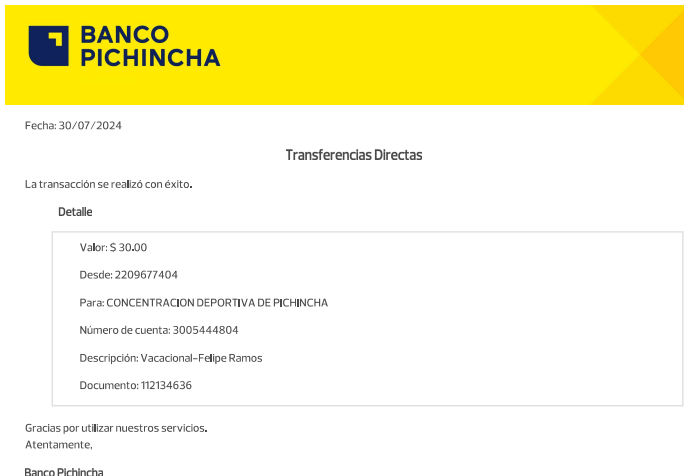 BANCO
PICHINCHA
Fecha: 30/07/2024
Transferencias Directas
La transacción se realizó con éxito.
Detalle
Valor: $ 30.00
Desde: 2209677404
Para: CONCENTRACION DEPORTIVA DE PICHINCHA
Número de cuenta: 3005444804
Descripción: Vacacional-Felipe Ramos
Documento: 112134636
Gracias por utilizar nuestros servicios.
Atentamente,
Banco Pichincha